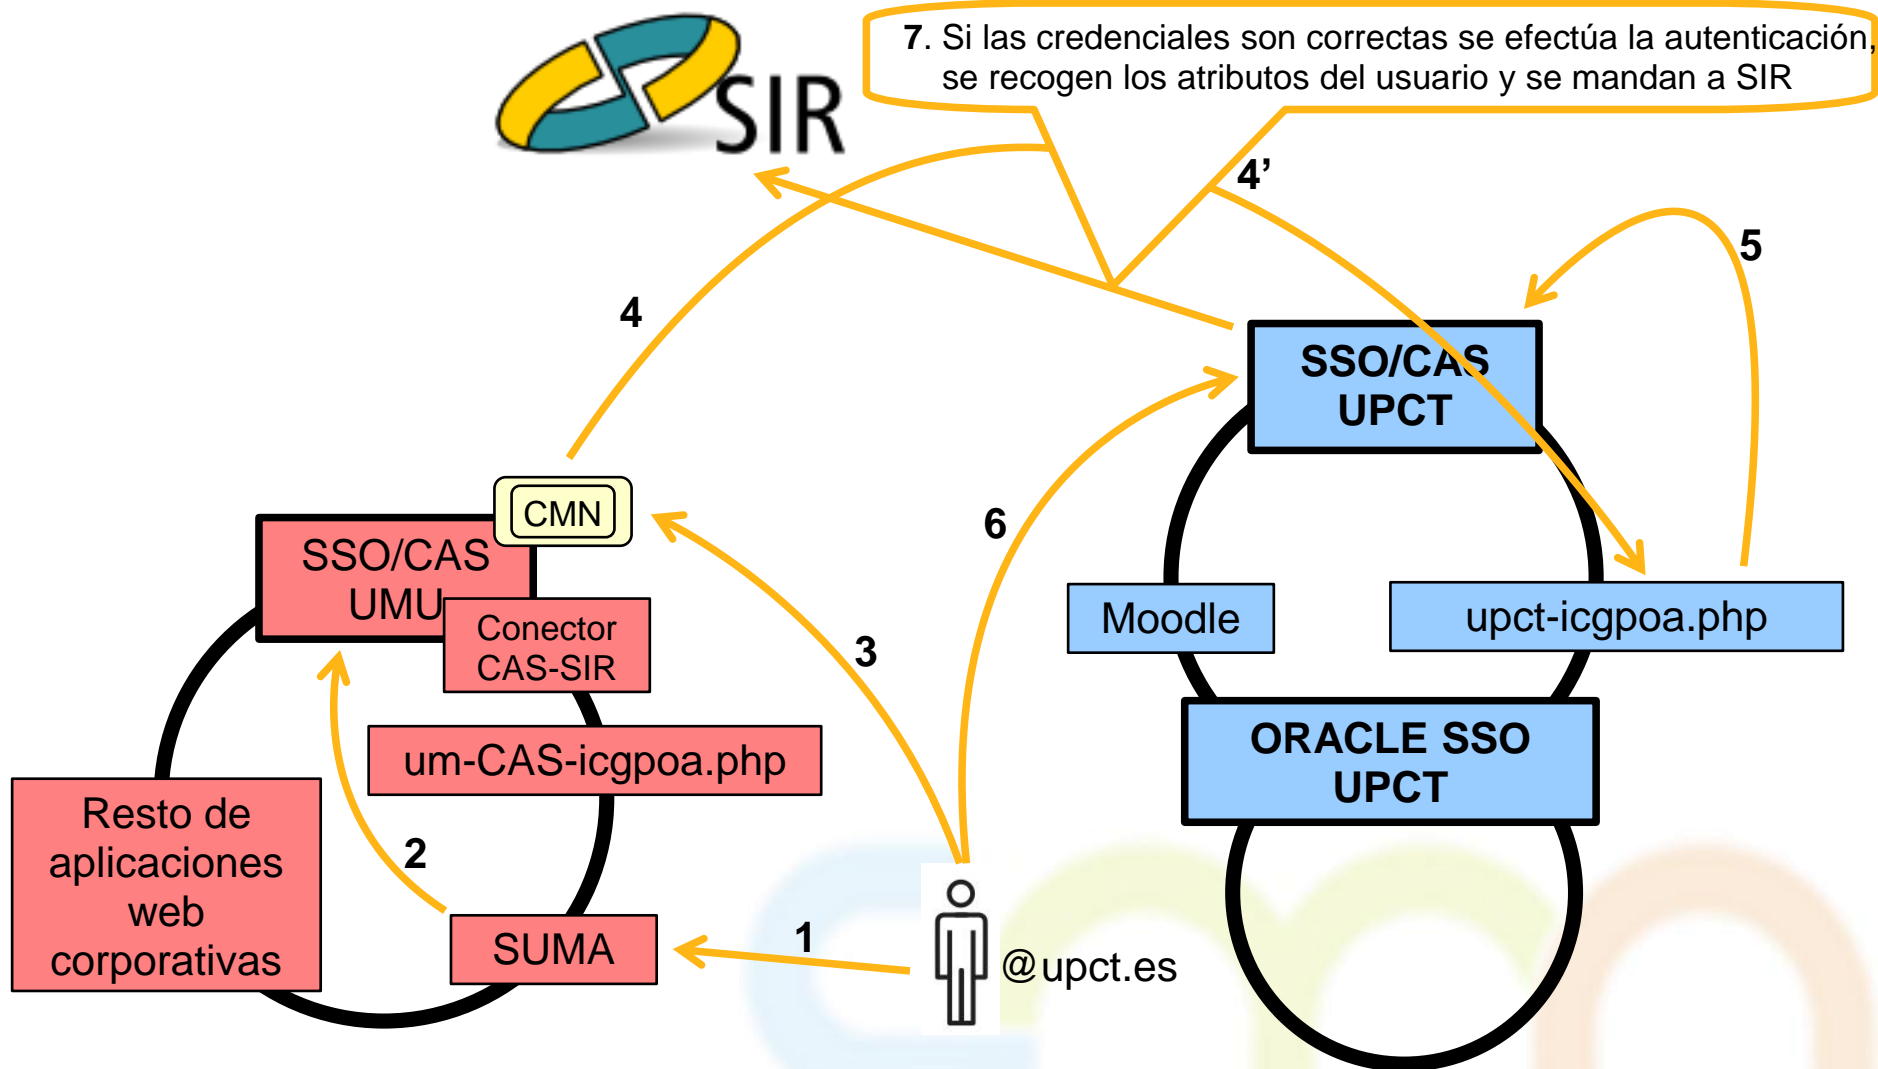 SIR
7. Si las credenciales son correctas se efectúa la autenticación,
se recogen los atributos del usuario y se mandan a SIR
4’
5
4
SSO/CAS
UPCT
6
CMN
SSO/CAS
UMU
Conector
CAS-SIR
3
Moodle
upct-icgpoa.php
um-CAS-icgpoa.php
ORACLE SSO
UPCT
Resto de
aplicaciones
web
corporativas
2
SUMA
1
@upct.es